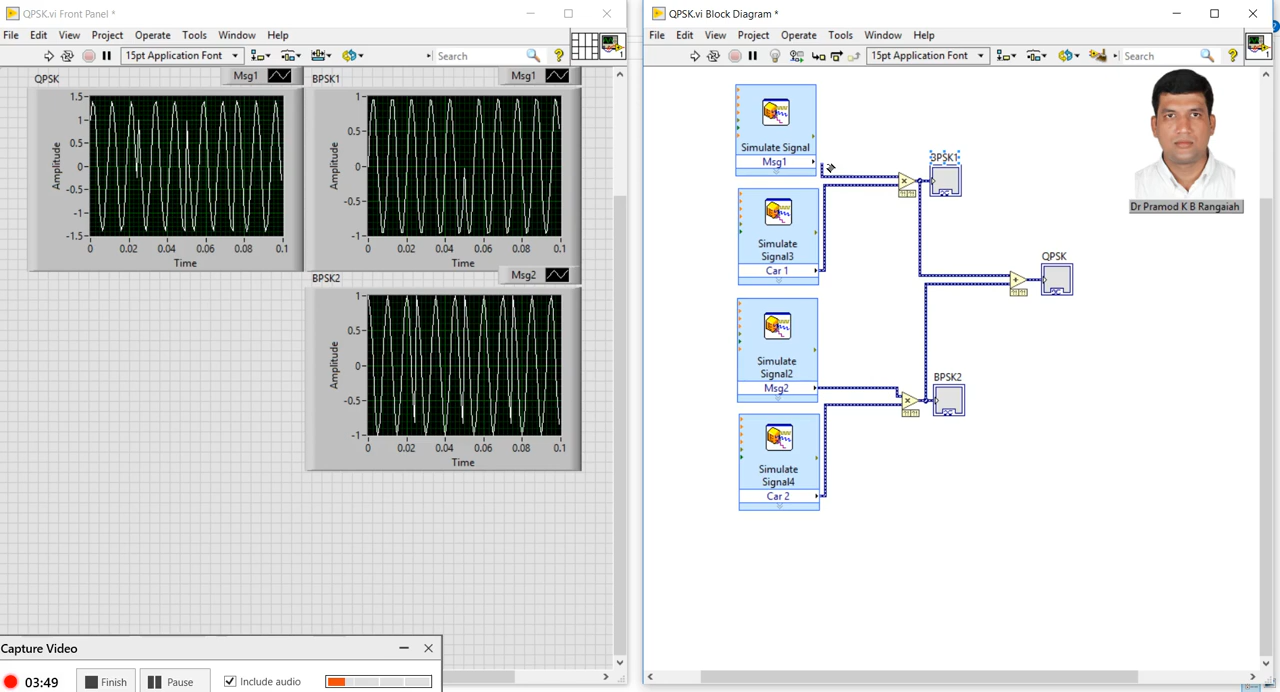 QPSK.vi Front Panel *
File Edit View Project Operate Tools Window Help
15pt Application Font
Search
QPSK
Msg1
1.5
1
0.5
0
-0.5
-1
-1.5
Amplitude
0 0.02 0.04 0.06 0.08 0.1
Time
BPSK1
Msg1
1
0.5
0
-0.5
-1
Amplitude
0 0.02 0.04 0.06 0.08 0.1
Time
BPSK2
Msg2
1
0.5
0
-0.5
-1
Amplitude
0 0.02 0.04 0.06 0.08 0.1
Time
Capture Video
03:49
Finish
Pause
Include audio
QPSK.vi Block Diagram *
File Edit View Project Operate Tools Window Help
15pt Application Font
Search
1
1
Simulate Signal
Msg1
Simulate
Signal3
Car 1
Simulate
Signal2
Msg2
Simulate
Signal4
Car 2
BPSK1
BPSK2
QPSK
Dr Pramod K B Rangaiah